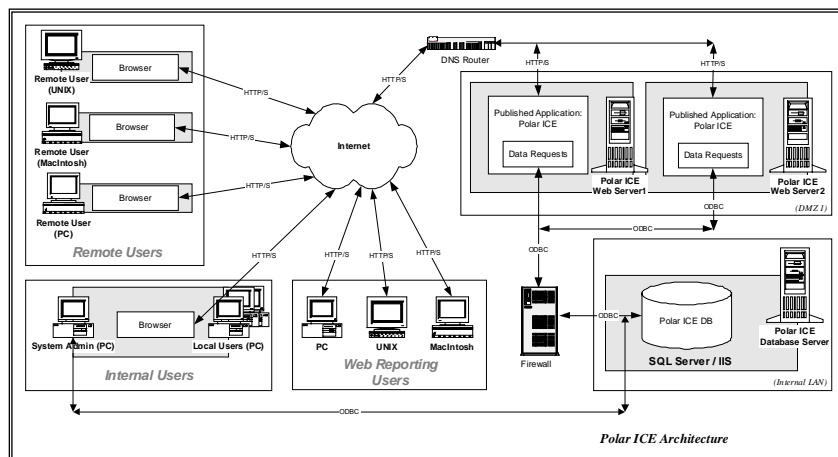 Browser
Remote User
(UNIX)
Browser
Remote User
(MacIntosh)
Browser
Remote User
(PC)
Remote Users
HTTP/S
HTTP/S
HTTP/S
Internet
HTTP/S
DNS Router
HTTP/S
HTTP/S
Published Application:
Polar ICE
Data Requests
Polar ICE
Web Server1
Published Application:
Polar ICE
Data Requests
Polar ICE
Web Server2
(DMZ 1)
ODBC
ODBC
ODBC
HTTP/S
HTTP/S
HTTP/S
HTTP/S
Browser
System Admin (PC)
Local Users (PC)
Internal Users
PC
UNIX
MacIntosh
Web Reporting
Users
Firewall
ODBC
Polar ICE DB
SQL Server / IIS
Polar ICE
Database Server
(Internal LAN)
ODBC
Polar ICE Architecture